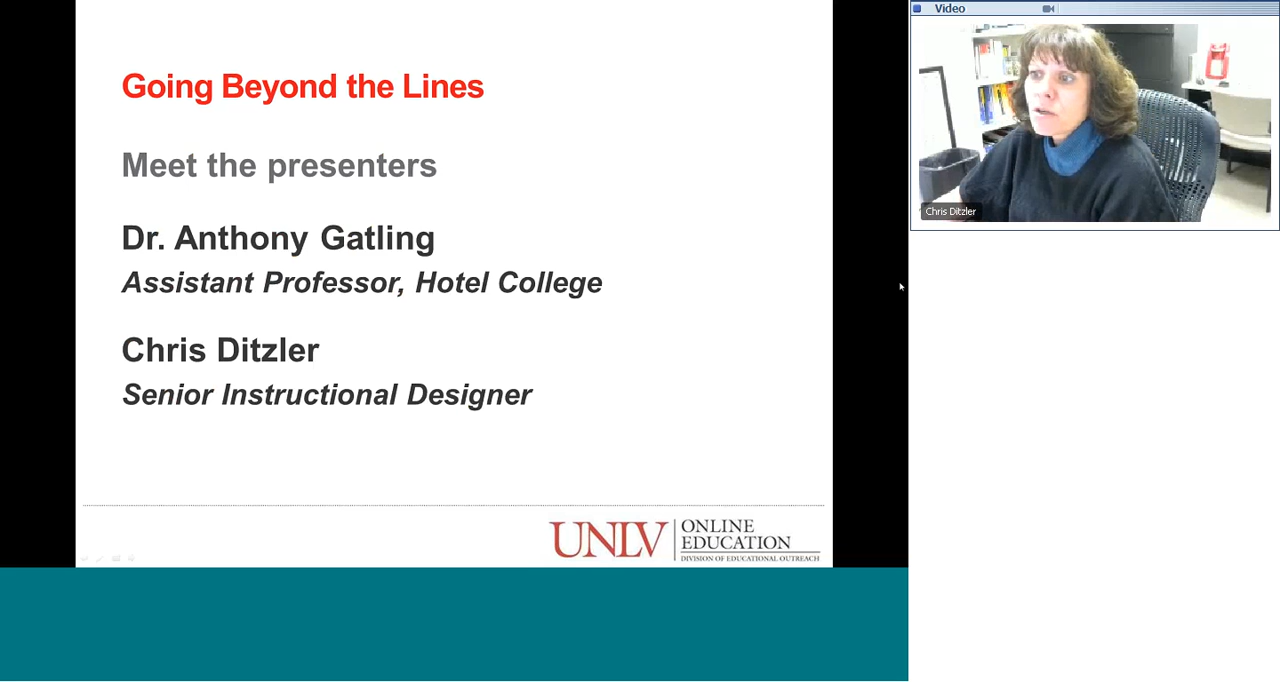 Going Beyond the Lines
Meet the presenters
Dr. Anthony Gatling
Assistant Professor, Hotel College
Chris Ditzler
Senior Instructional Designer
UNLV
ONLINE
EDUCATION
DIVISION OF EDUCATIONAL OUTREACH
Video
Chris Ditzler